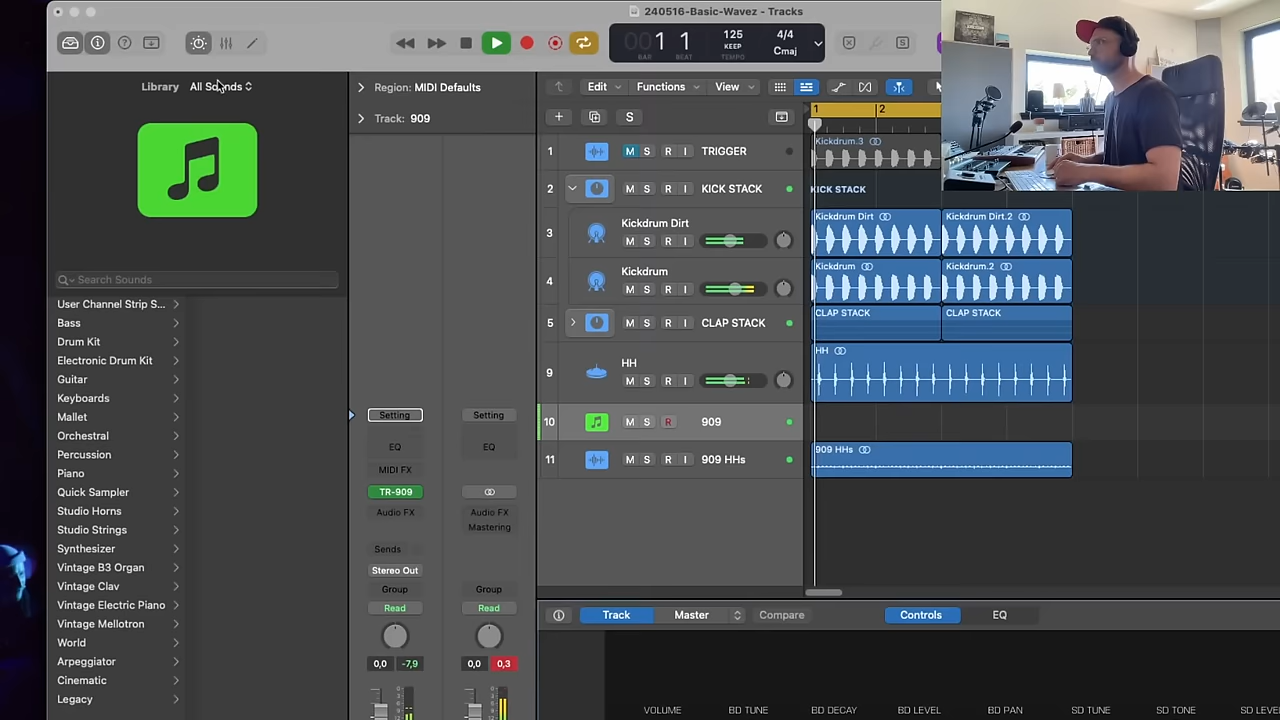 240516-Basic-Wavez - Tracks
001 1
BAR BEAT
125
KEEP
TEMPO
4/4
Cmaj
Library All Sounds
Search Sounds
User Channel Strip S...
Bass
Drum Kit
Electronic Drum Kit
Guitar
Keyboards
Mallet
Orchestral
Percussion
Piano
Quick Sampler
Studio Horns
Studio Strings
Synthesizer
Vintage B3 Organ
Vintage Clav
Vintage Electric Piano
Vintage Mellotron
World
Arpeggiator
Cinematic
Legacy
Region: MIDI Defaults
Track: 909
Setting Setting
EQ EQ
MIDI FX
TR-909
Audio FX Audio FX
Mastering
Sends
Stereo Out
Group Group
Read Read
0,0 -7,9 0,0 0,3
Edit Functions View
S
1 2
1 M S R I TRIGGER
2 M S R I KICK STACK
3 Kickdrum Dirt
M S R I
4 Kickdrum
M S R I
5 M S R I CLAP STACK
9 HH
M S R I
10 M S R 909
11 M S R I 909 HHs
Kickdrum.3
KICK STACK
Kickdrum Dirt Kickdrum Dirt.2
Kickdrum Kickdrum.2
CLAP STACK CLAP STACK
HH
909 HHs
Track Master Compare Controls EQ
VOLUME BD TUNE BD DECAY BD LEVEL BD PAN SD TUNE SD TONE SD LEVE